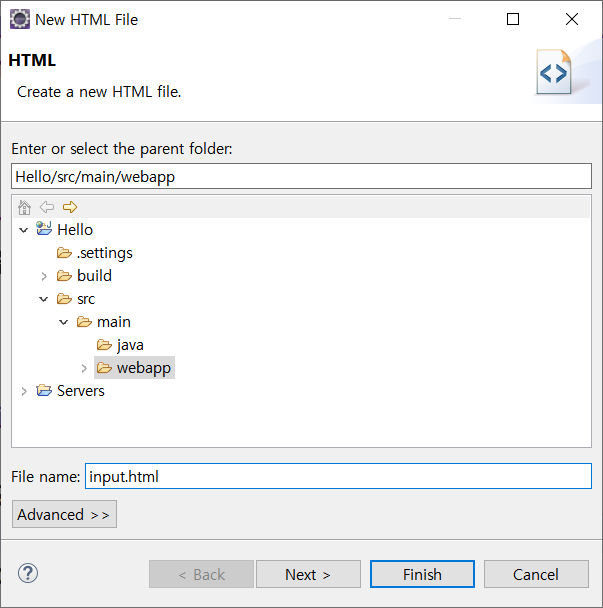 New HTML File
HTML
Create a new HTML file.
Enter or select the parent folder:
Hello/src/main/webapp
Hello
.settings
build
src
main
java
webapp
Servers
File name: input.html
Advanced >>
? < Back Next > Finish Cancel